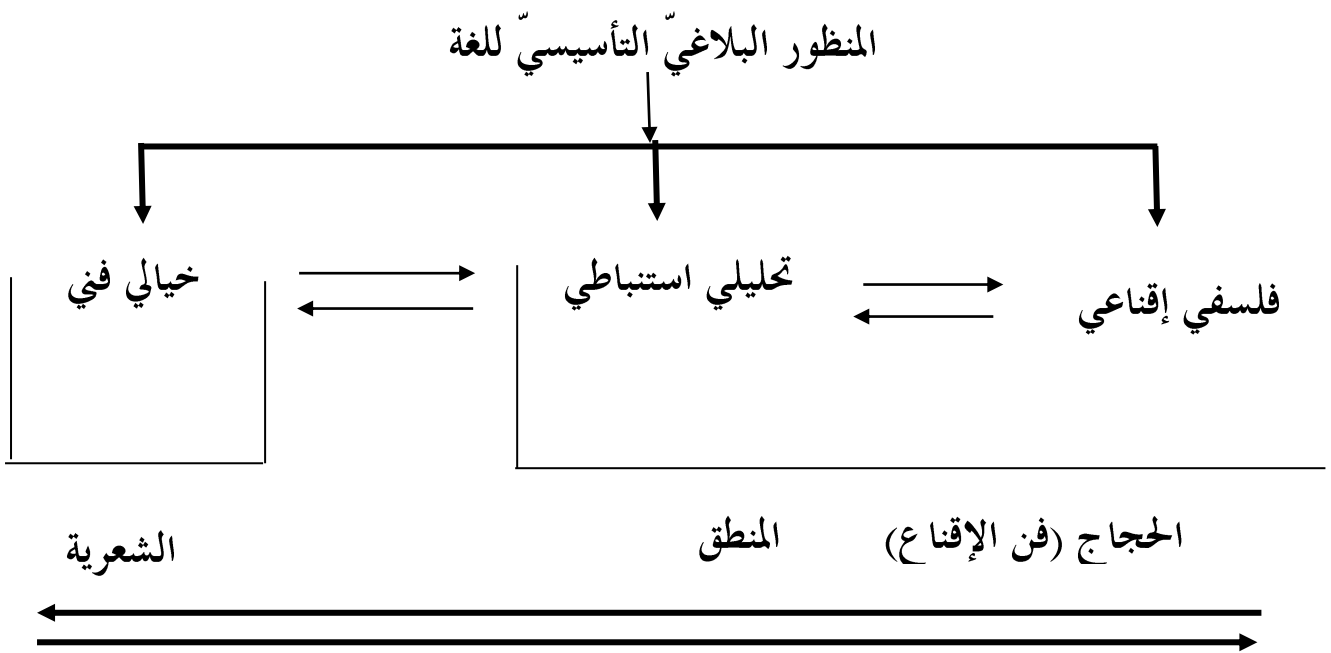 المنظور البلاغيّ التأسيسيّ للغة
فلسفي إقناعي
تحليلي استنباطي
خيالي فني
الحجاج (فن الإقناع)
المنطق
الشعرية